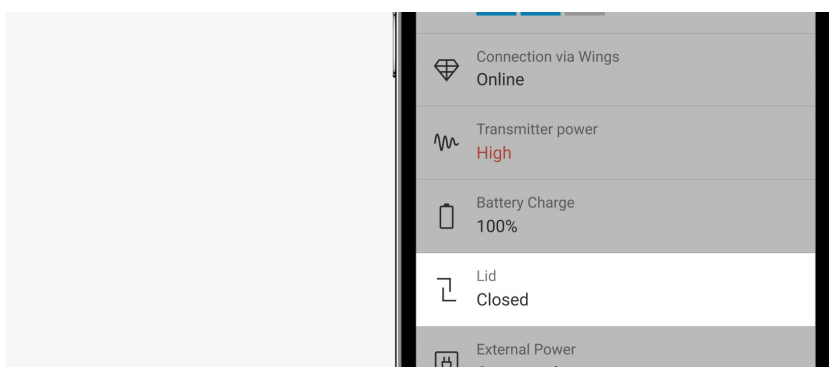 Connection via Wings
Online
Transmitter power
High
Battery Charge
100%
Lid
Closed
External Power